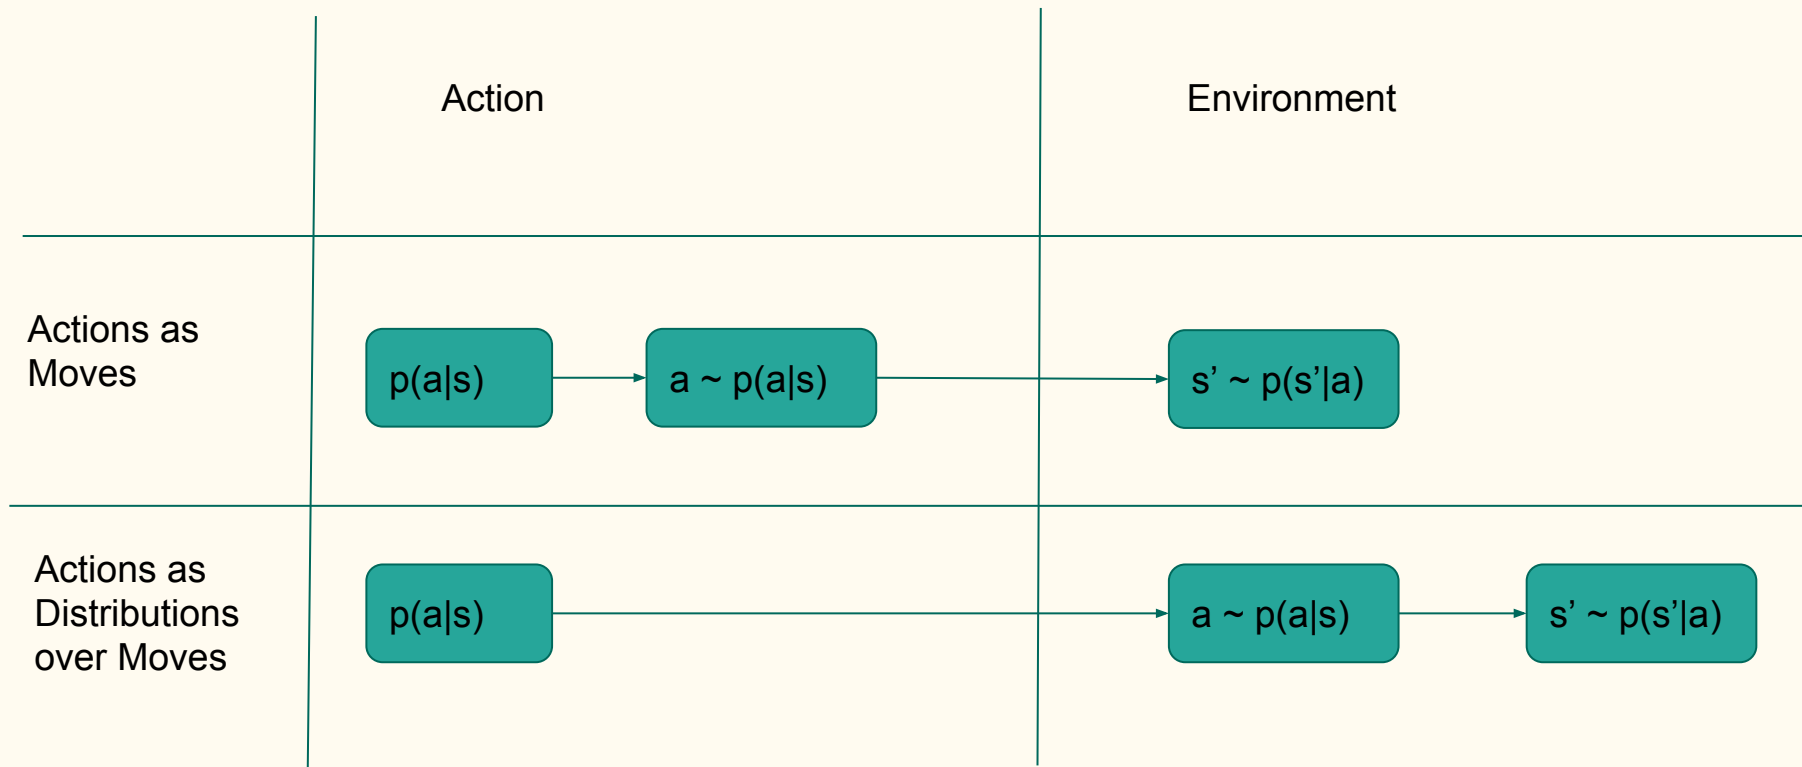 Action
Environment
Actions as
Moves
p(a|s)
a ~ p(a|s)
s’ ~ p(s’|a)
Actions as
Distributions
over Moves
p(a|s)
a ~ p(a|s)
s’ ~ p(s’|a)